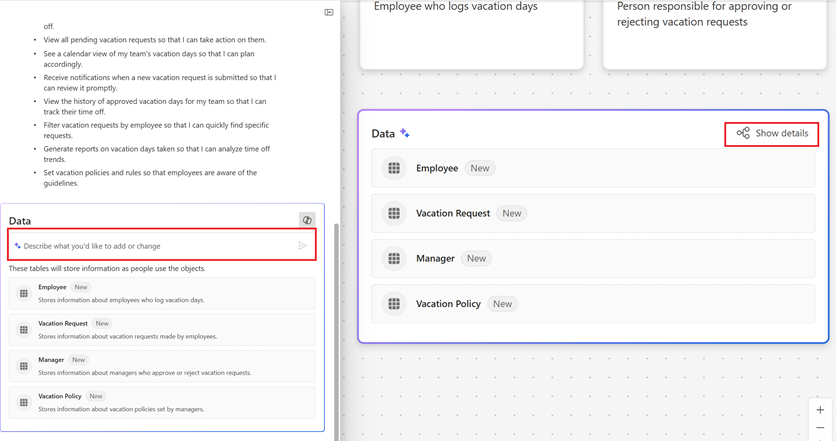 off.
• View all pending vacation requests so that I can take action on them.
• See a calendar view of my team's vacation days so that I can plan
accordingly.
• Receive notifications when a new vacation request is submitted so that I
can review it promptly.
• View the history of approved vacation days for my team so that I can
track their time off.
• Filter vacation requests by employee so that I can quickly find specific
requests.
• Generate reports on vacation days taken so that I can analyze time off
trends.
• Set vacation policies and rules so that employees are aware of the
guidelines.
Data
Describe what you'd like to add or change
These tables will store information as people use the objects.
Employee New
Stores information about employees who log vacation days.
Vacation Request New
Stores information about vacation requests made by employees.
Manager New
Stores information about managers who approve or reject vacation requests.
Vacation Policy New
Stores information about vacation policies set by managers.
Employee who logs vacation days
Person responsible for approving or
rejecting vacation requests
Data
Show details
Employee New
Vacation Request New
Manager New
Vacation Policy New
+
−